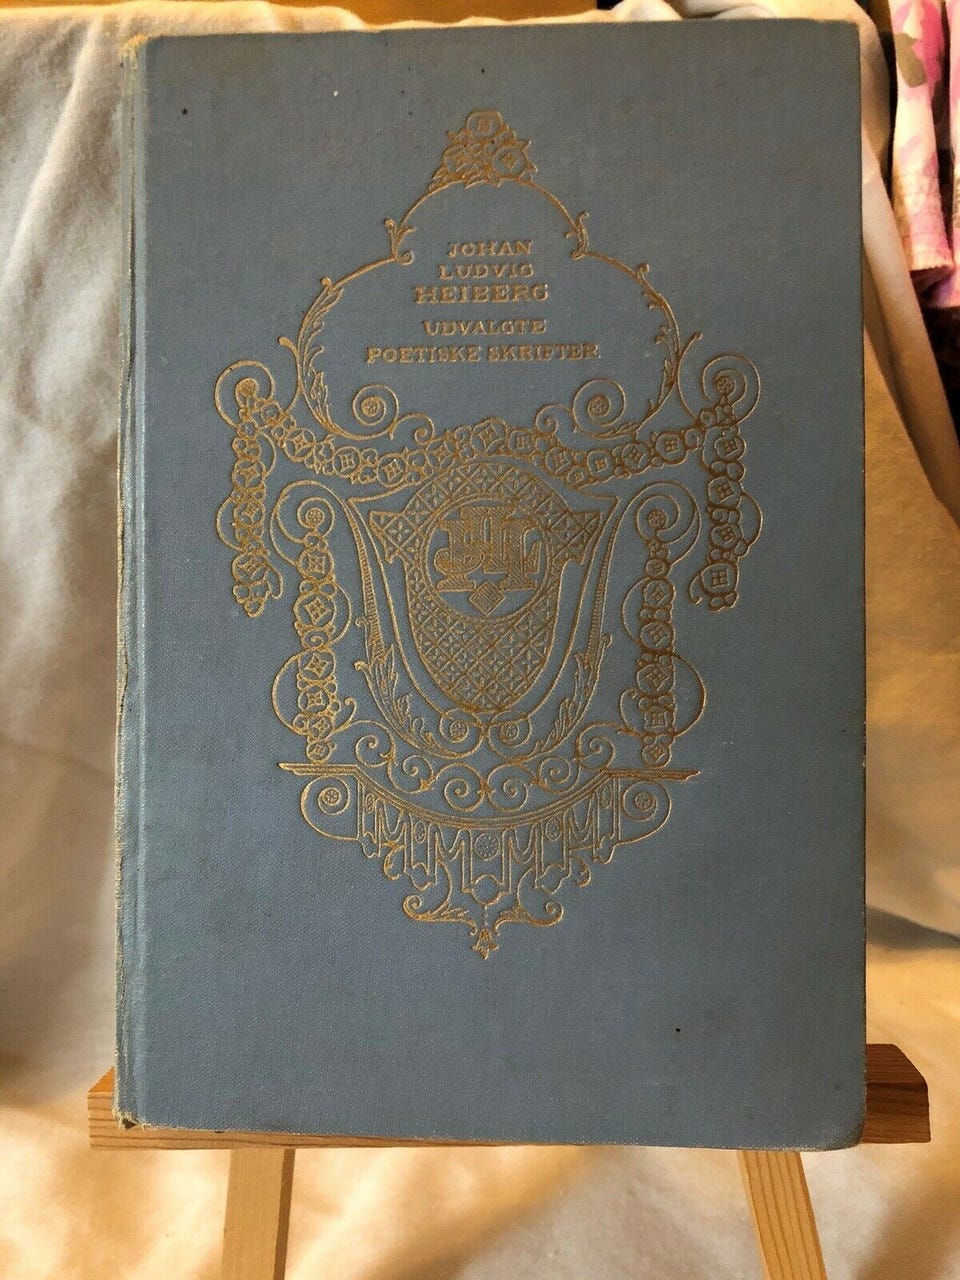 JOHAN
LUDVIG
HEIBERG
UDVALGTE
POETISKE SKRIFTER